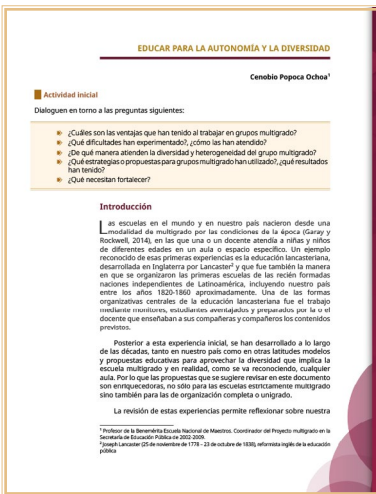 EDUCAR PARA LA AUTONOMÍA Y LA DIVERSIDAD
Cenobio Popoca Ochoa¹
Actividad inicial
Dialoguen en torno a las preguntas siguientes:
¿Cuáles son las ventajas que han tenido al trabajar en grupos multigrado?
¿Qué dificultades han experimentado?, ¿cómo las han atendido?
¿De qué manera atienden la diversidad y heterogeneidad del grupo multigrado?
¿Qué estrategias o propuestas para grupos multigrado han utilizado?, ¿qué resultados
han tenido?
¿Qué necesitan fortalecer?
Introducción
Las escuelas en el mundo y en nuestro país nacieron desde una
modalidad de multigrado por las condiciones de la época (Garay y
Rockwell, 2014), en las que una o un docente atendía a niñas y niños
de diferentes edades en un aula o espacio específico. Un ejemplo
reconocido de esas primeras experiencias es la educación lancasteriana,
desarrollada en Inglaterra por Lancaster² y que fue también la manera
en que se organizaron las primeras escuelas de las recién formadas
naciones independientes de Latinoamérica, incluyendo nuestro país
entre los años 1820-1860 aproximadamente. Una de las formas
organizativas centrales de la educación lancasteriana fue el trabajo
mediante monitores, estudiantes aventajados y preparados por la o el
docente que enseñaban a sus compañeras y compañeros los contenidos
previstos.
Posterior a esta experiencia inicial, se han desarrollado a lo largo
de las décadas, tanto en nuestro país como en otras latitudes modelos
y propuestas educativas para aprovechar la diversidad que implica la
escuela multigrado y en realidad, como se va reconociendo, cualquier
aula. Por lo que las propuestas que se sugiere revisar en este documento
son enriquecedoras, no sólo para las escuelas estrictamente multigrado
sino también para las de organización completa o unigrado.
La revisión de estas experiencias permite reflexionar sobre nuestra
¹ Profesor de la Benemérita Escuela Nacional de Maestros. Coordinador del Proyecto multigrado en la
Secretaría de Educación Pública de 2002-2009.
² Joseph Lancaster (25 de noviembre de 1778 – 23 de octubre de 1838), reformista inglés de la educación
pública